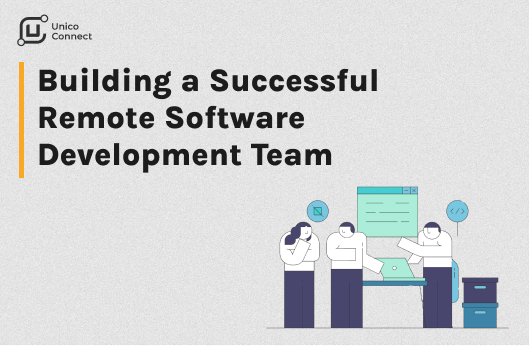 Unico
Connect
Building a Successful
Remote Software
Development Team